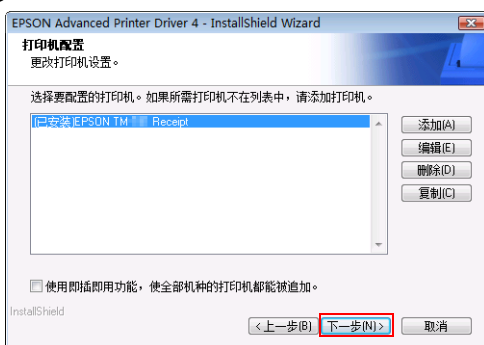 EPSON Advanced Printer Driver 4 - InstallShield Wizard
打印机配置
更改打印机设置。
选择要配置的打印机。如果所需打印机不在列表中，请添加打印机。
(已安装)EPSON TM Receipt
添加(A)
编辑(E)
删除(D)
复制(C)
使用即插即用功能，使全部机种的打印机都能被追加。
InstallShield
<上一步(B)
下一步(N)>
取消